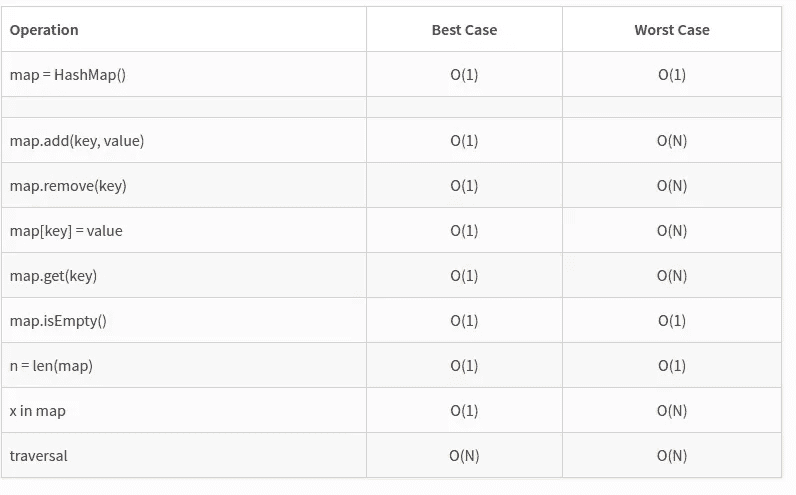 Operation Best Case Worst Case
map = HashMap() O(1) O(1)
map.add(key, value) O(1) O(N)
map.remove(key) O(1) O(N)
map[key] = value O(1) O(N)
map.get(key) O(1) O(N)
map.isEmpty() O(1) O(1)
n = len(map) O(1) O(1)
x in map O(1) O(N)
traversal O(N) O(N)